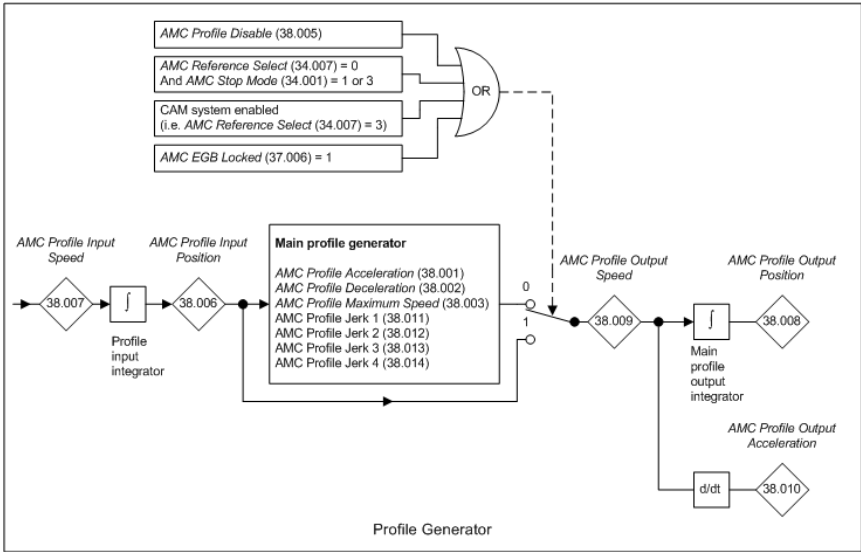 AMC Profile Disable (38.005)
AMC Reference Select (34.007) = 0
And AMC Stop Mode (34.001) = 1 or 3
CAM system enabled
(i.e. AMC Reference Select (34.007) = 3)
AMC EGB Locked (37.006) = 1
OR
AMC Profile Input
Speed
38.007
∫
Profile
input
integrator
AMC Profile Input
Position
38.006
Main profile generator
AMC Profile Acceleration (38.001)
AMC Profile Deceleration (38.002)
AMC Profile Maximum Speed (38.003)
AMC Profile Jerk 1 (38.011)
AMC Profile Jerk 2 (38.012)
AMC Profile Jerk 3 (38.013)
AMC Profile Jerk 4 (38.014)
0
1
AMC Profile Output
Speed
38.009
∫
Main
profile
output
integrator
AMC Profile Output
Position
38.008
AMC Profile Output
Acceleration
d/dt
38.010
Profile Generator